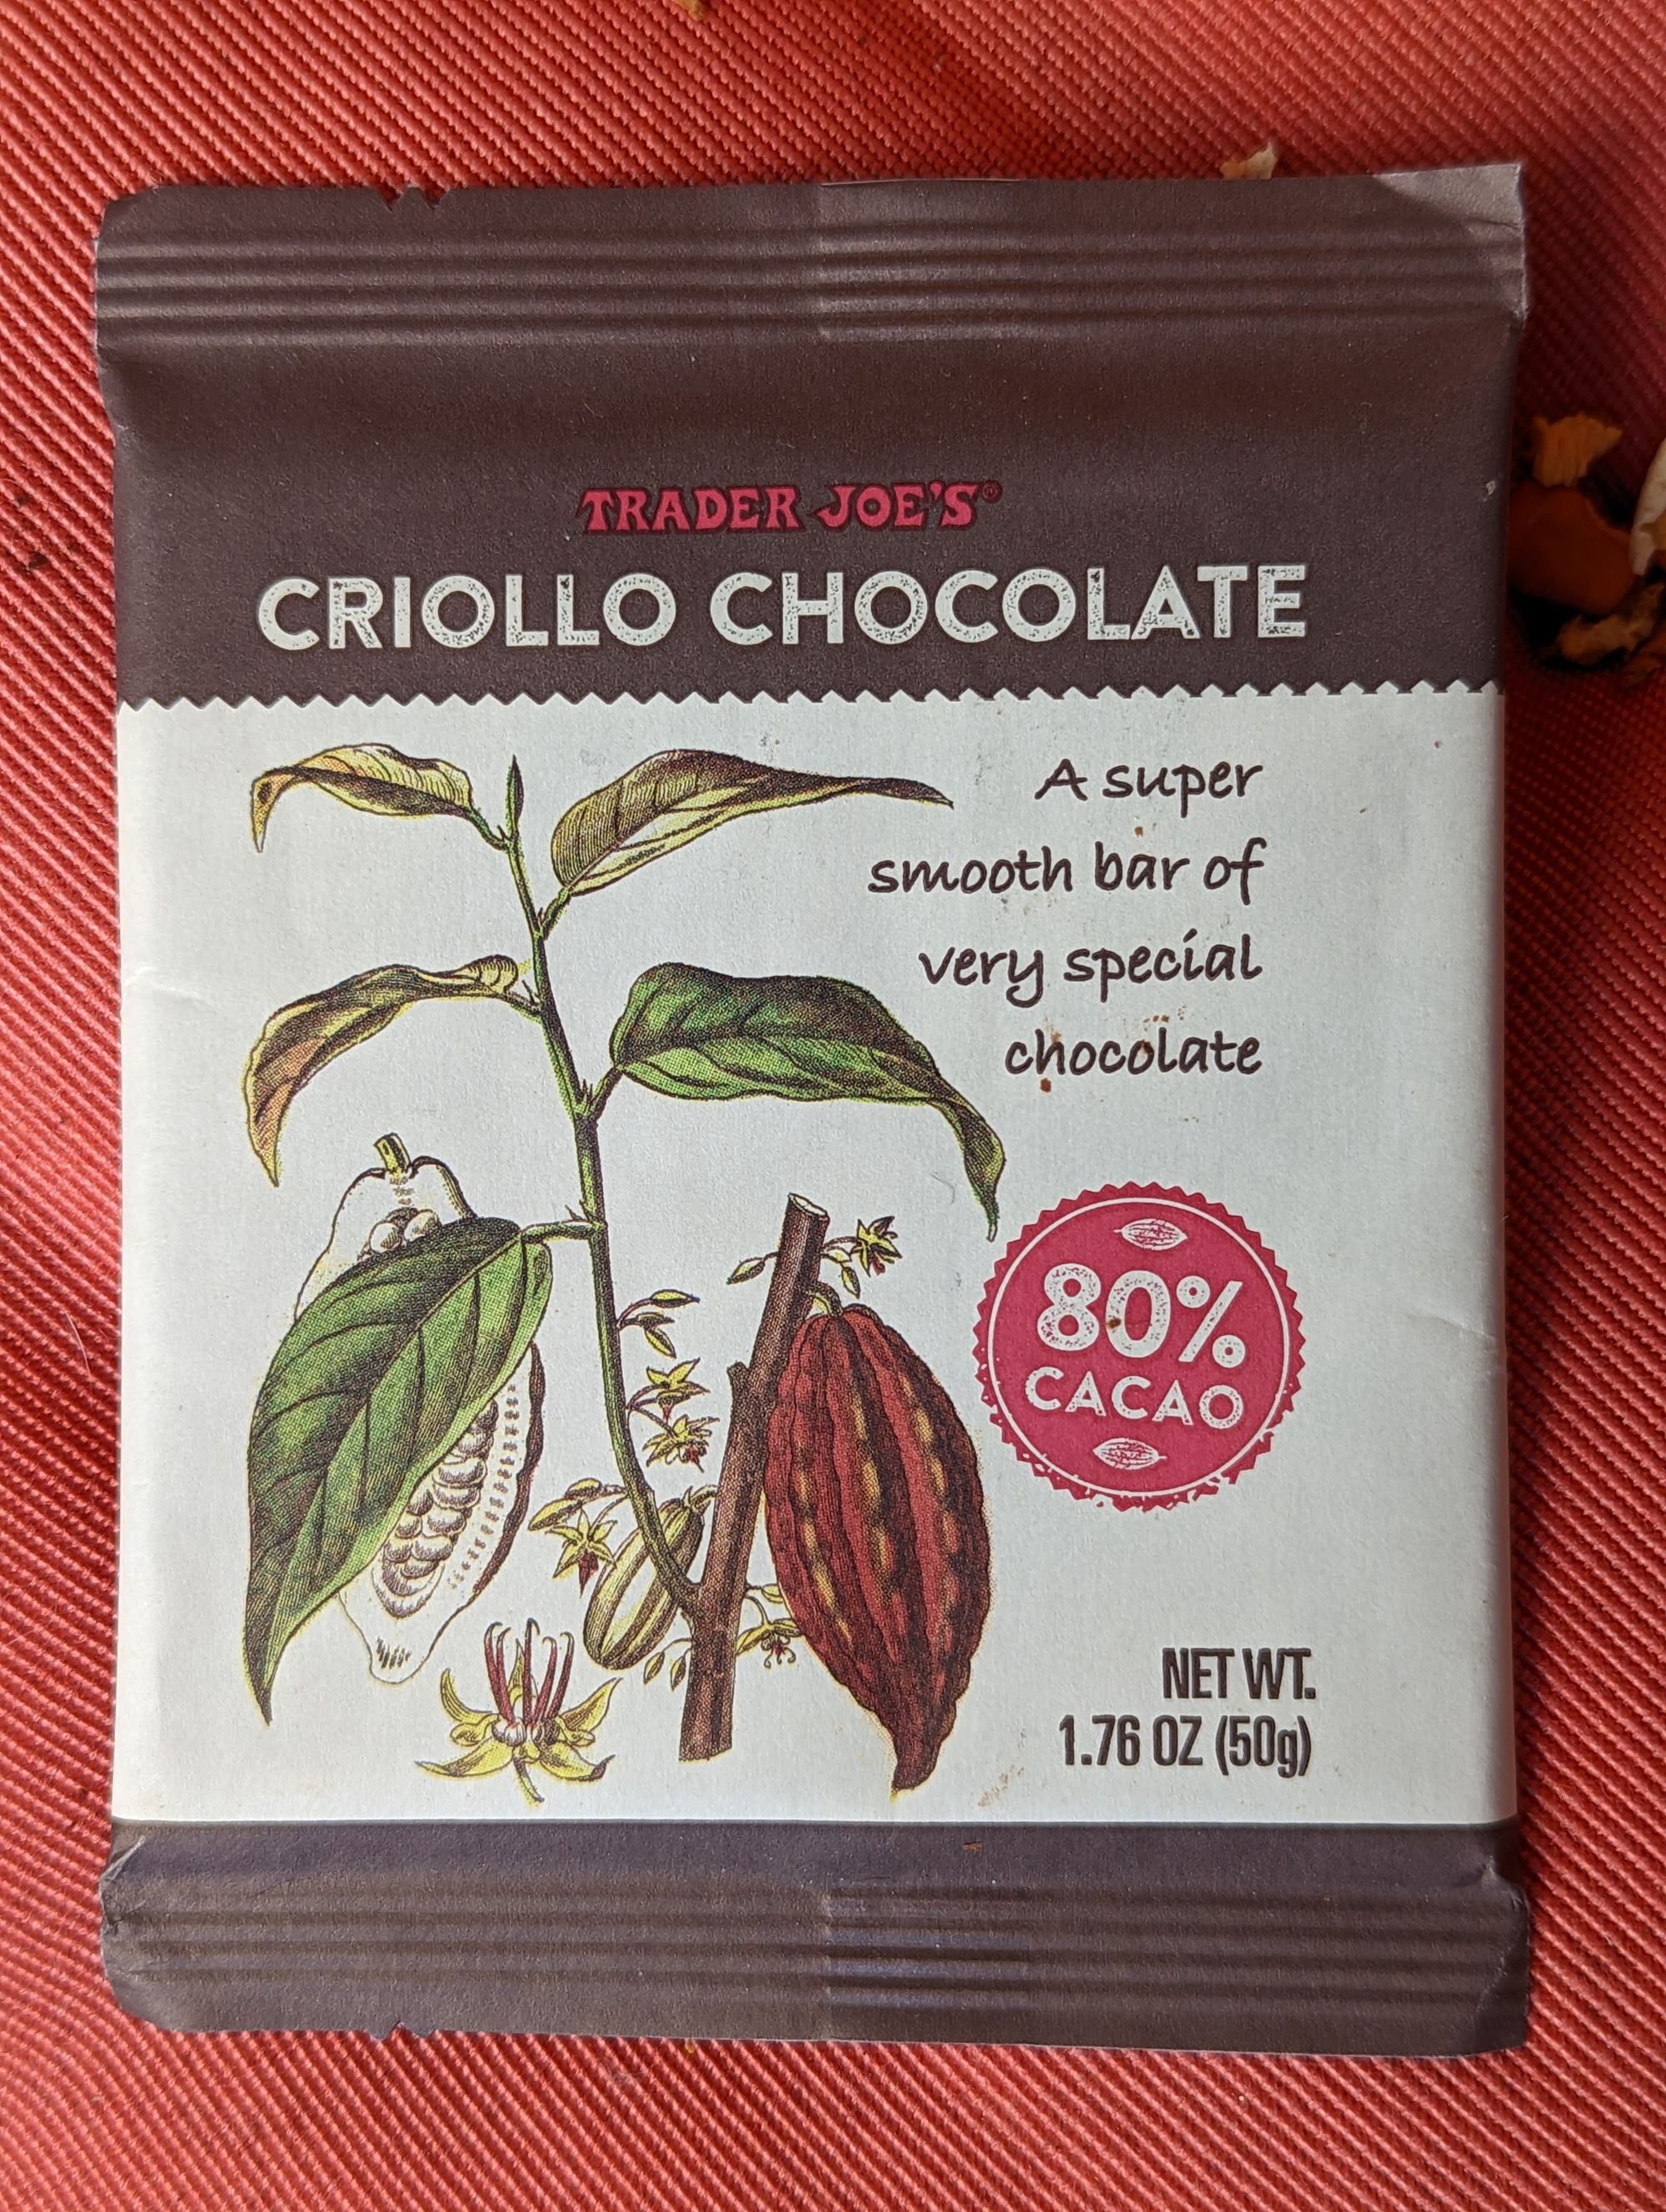 TRADER JOE'S®
CRIOLLO CHOCOLATE
A super
smooth bar of
very special
chocolate
80%
CACAO
NET WT.
1.76 OZ (50g)